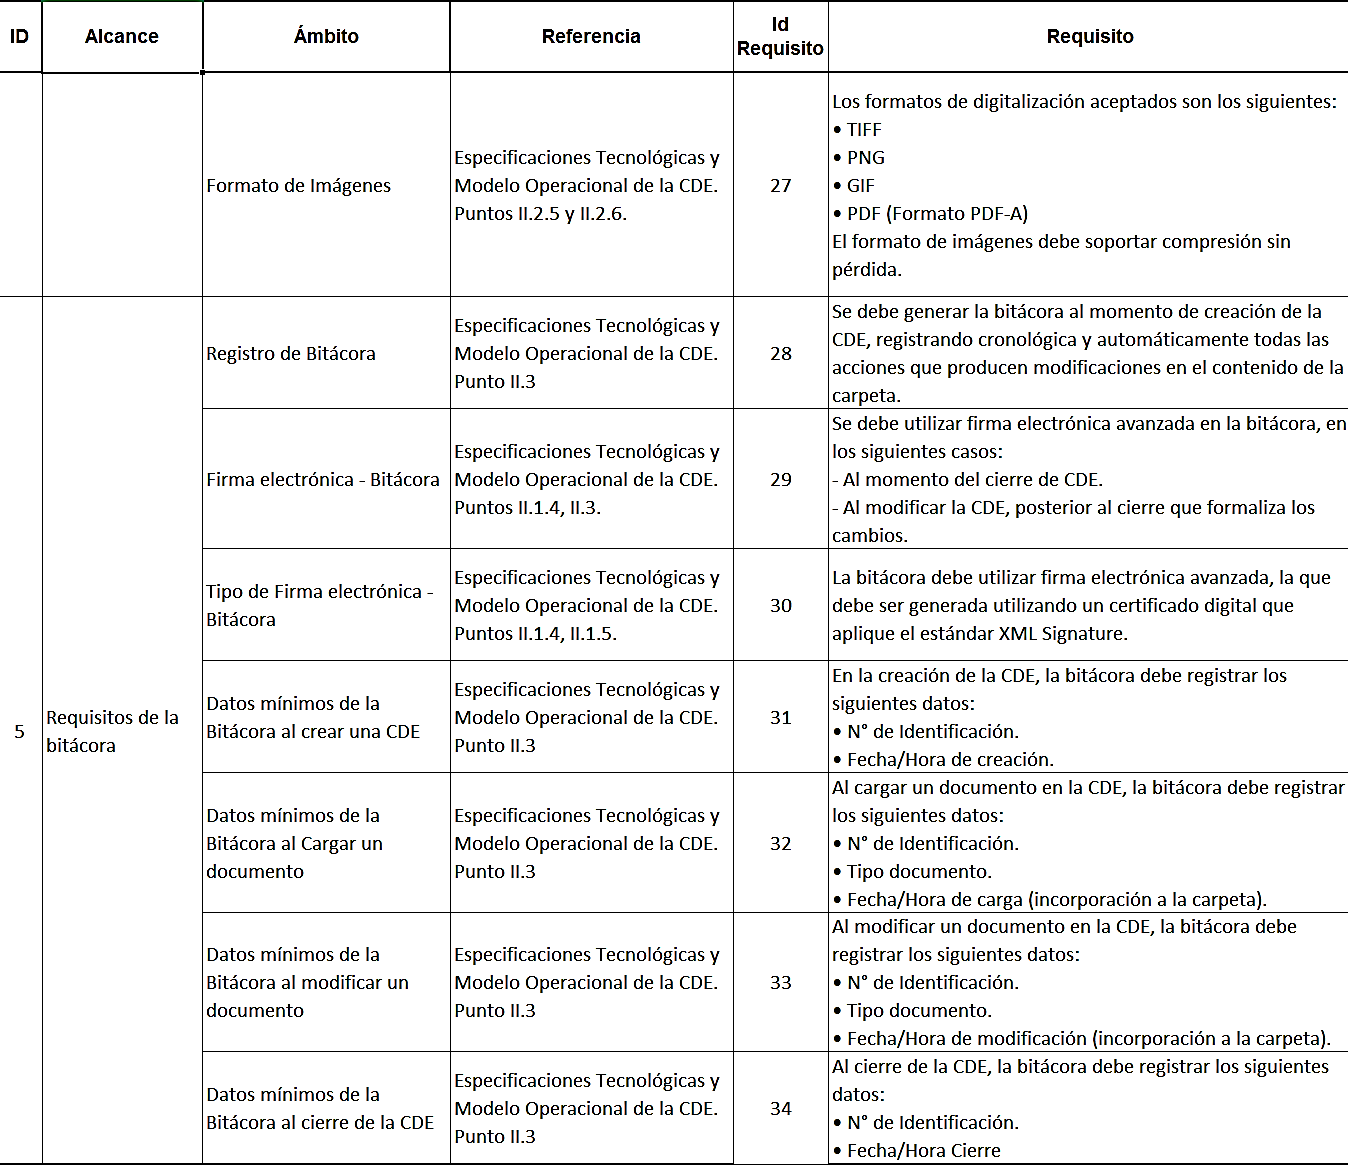 ID
Alcance
Ámbito
Referencia
Id
Requisito
Requisito
Formato de Imágenes
Especificaciones Tecnológicas y
Modelo Operacional de la CDE.
Puntos II.2.5 y II.2.6.
27
Los formatos de digitalización aceptados son los siguientes:
• TIFF
• PNG
• GIF
• PDF (Formato PDF-A)
El formato de imágenes debe soportar compresión sin
pérdida.
5
Requisitos de la
bitácora
Registro de Bitácora
Especificaciones Tecnológicas y
Modelo Operacional de la CDE.
Punto II.3
28
Se debe generar la bitácora al momento de creación de la
CDE, registrando cronológica y automáticamente todas las
acciones que producen modificaciones en el contenido de la
carpeta.
Firma electrónica - Bitácora
Especificaciones Tecnológicas y
Modelo Operacional de la CDE.
Puntos II.1.4, II.3.
29
Se debe utilizar firma electrónica avanzada en la bitácora, en
los siguientes casos:
- Al momento del cierre de CDE.
- Al modificar la CDE, posterior al cierre que formaliza los
cambios.
Tipo de Firma electrónica -
Bitácora
Especificaciones Tecnológicas y
Modelo Operacional de la CDE.
Puntos II.1.4, II.1.5.
30
La bitácora debe utilizar firma electrónica avanzada, la que
debe ser generada utilizando un certificado digital que
aplique el estándar XML Signature.
Datos mínimos de la
Bitácora al crear una CDE
Especificaciones Tecnológicas y
Modelo Operacional de la CDE.
Punto II.3
31
En la creación de la CDE, la bitácora debe registrar los
siguientes datos:
• N° de Identificación.
• Fecha/Hora de creación.
Datos mínimos de la
Bitácora al Cargar un
documento
Especificaciones Tecnológicas y
Modelo Operacional de la CDE.
Punto II.3
32
Al cargar un documento en la CDE, la bitácora debe registrar
los siguientes datos:
• N° de Identificación.
• Tipo documento.
• Fecha/Hora de carga (incorporación a la carpeta).
Datos mínimos de la
Bitácora al modificar un
documento
Especificaciones Tecnológicas y
Modelo Operacional de la CDE.
Punto II.3
33
Al modificar un documento en la CDE, la bitácora debe
registrar los siguientes datos:
• N° de Identificación.
• Tipo documento.
• Fecha/Hora de modificación (incorporación a la carpeta).
Datos mínimos de la
Bitácora al cierre de la CDE
Especificaciones Tecnológicas y
Modelo Operacional de la CDE.
Punto II.3
34
Al cierre de la CDE, la bitácora debe registrar los siguientes
datos:
• N° de Identificación.
• Fecha/Hora Cierre